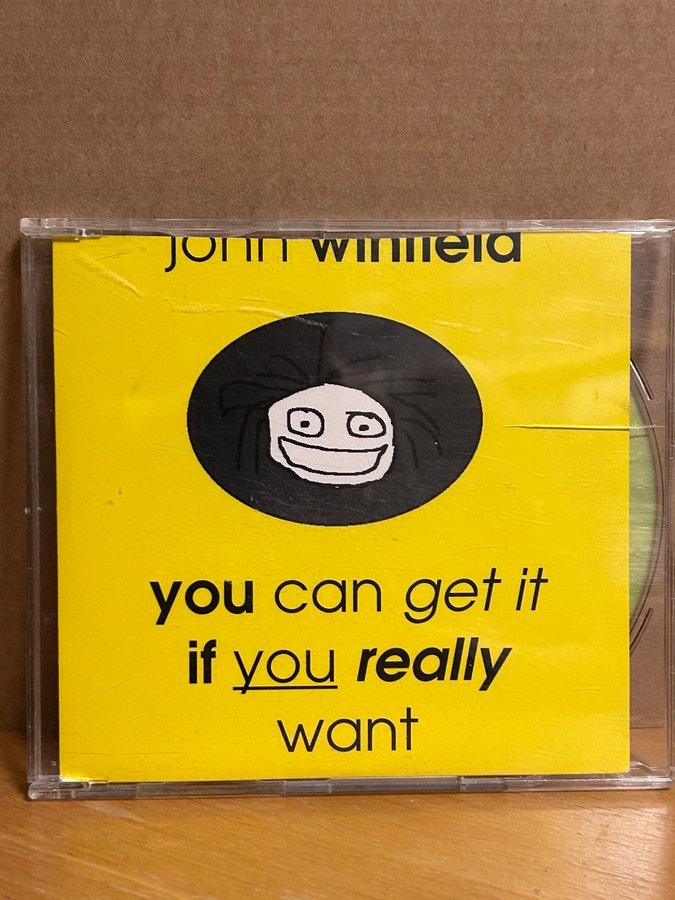 john winfield
you can get it
if you really
want